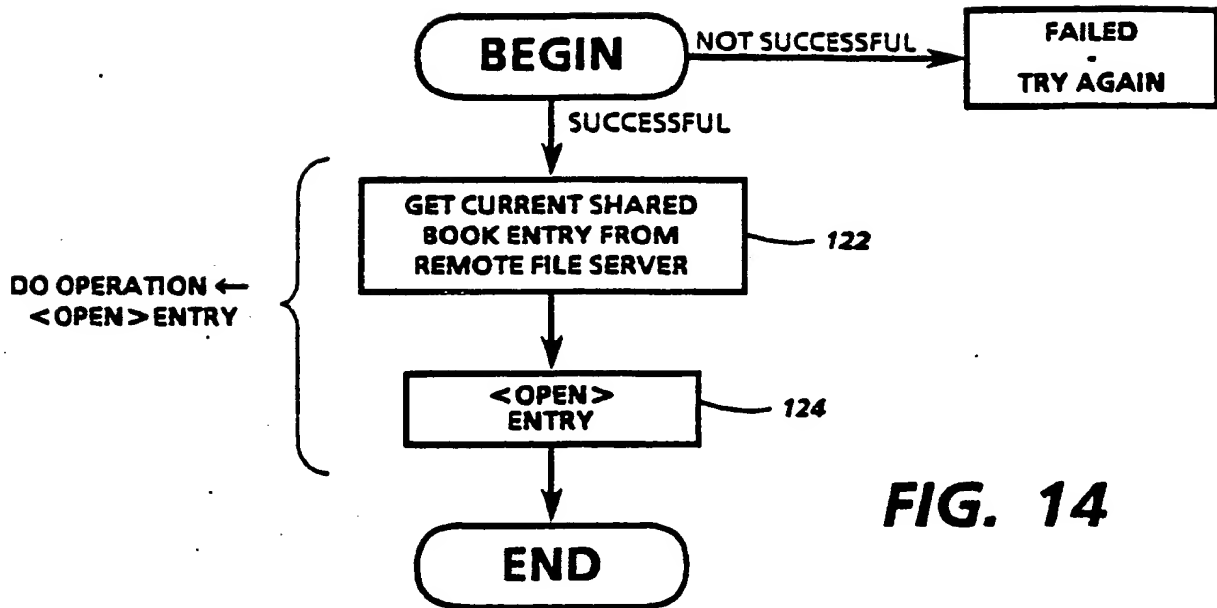 BEGIN
NOT SUCCESSFUL
FAILED
-
TRY AGAIN
SUCCESSFUL
GET CURRENT SHARED
BOOK ENTRY FROM
REMOTE FILE SERVER
122
DO OPERATION ←
<OPEN> ENTRY
<OPEN>
ENTRY
124
END
FIG. 14